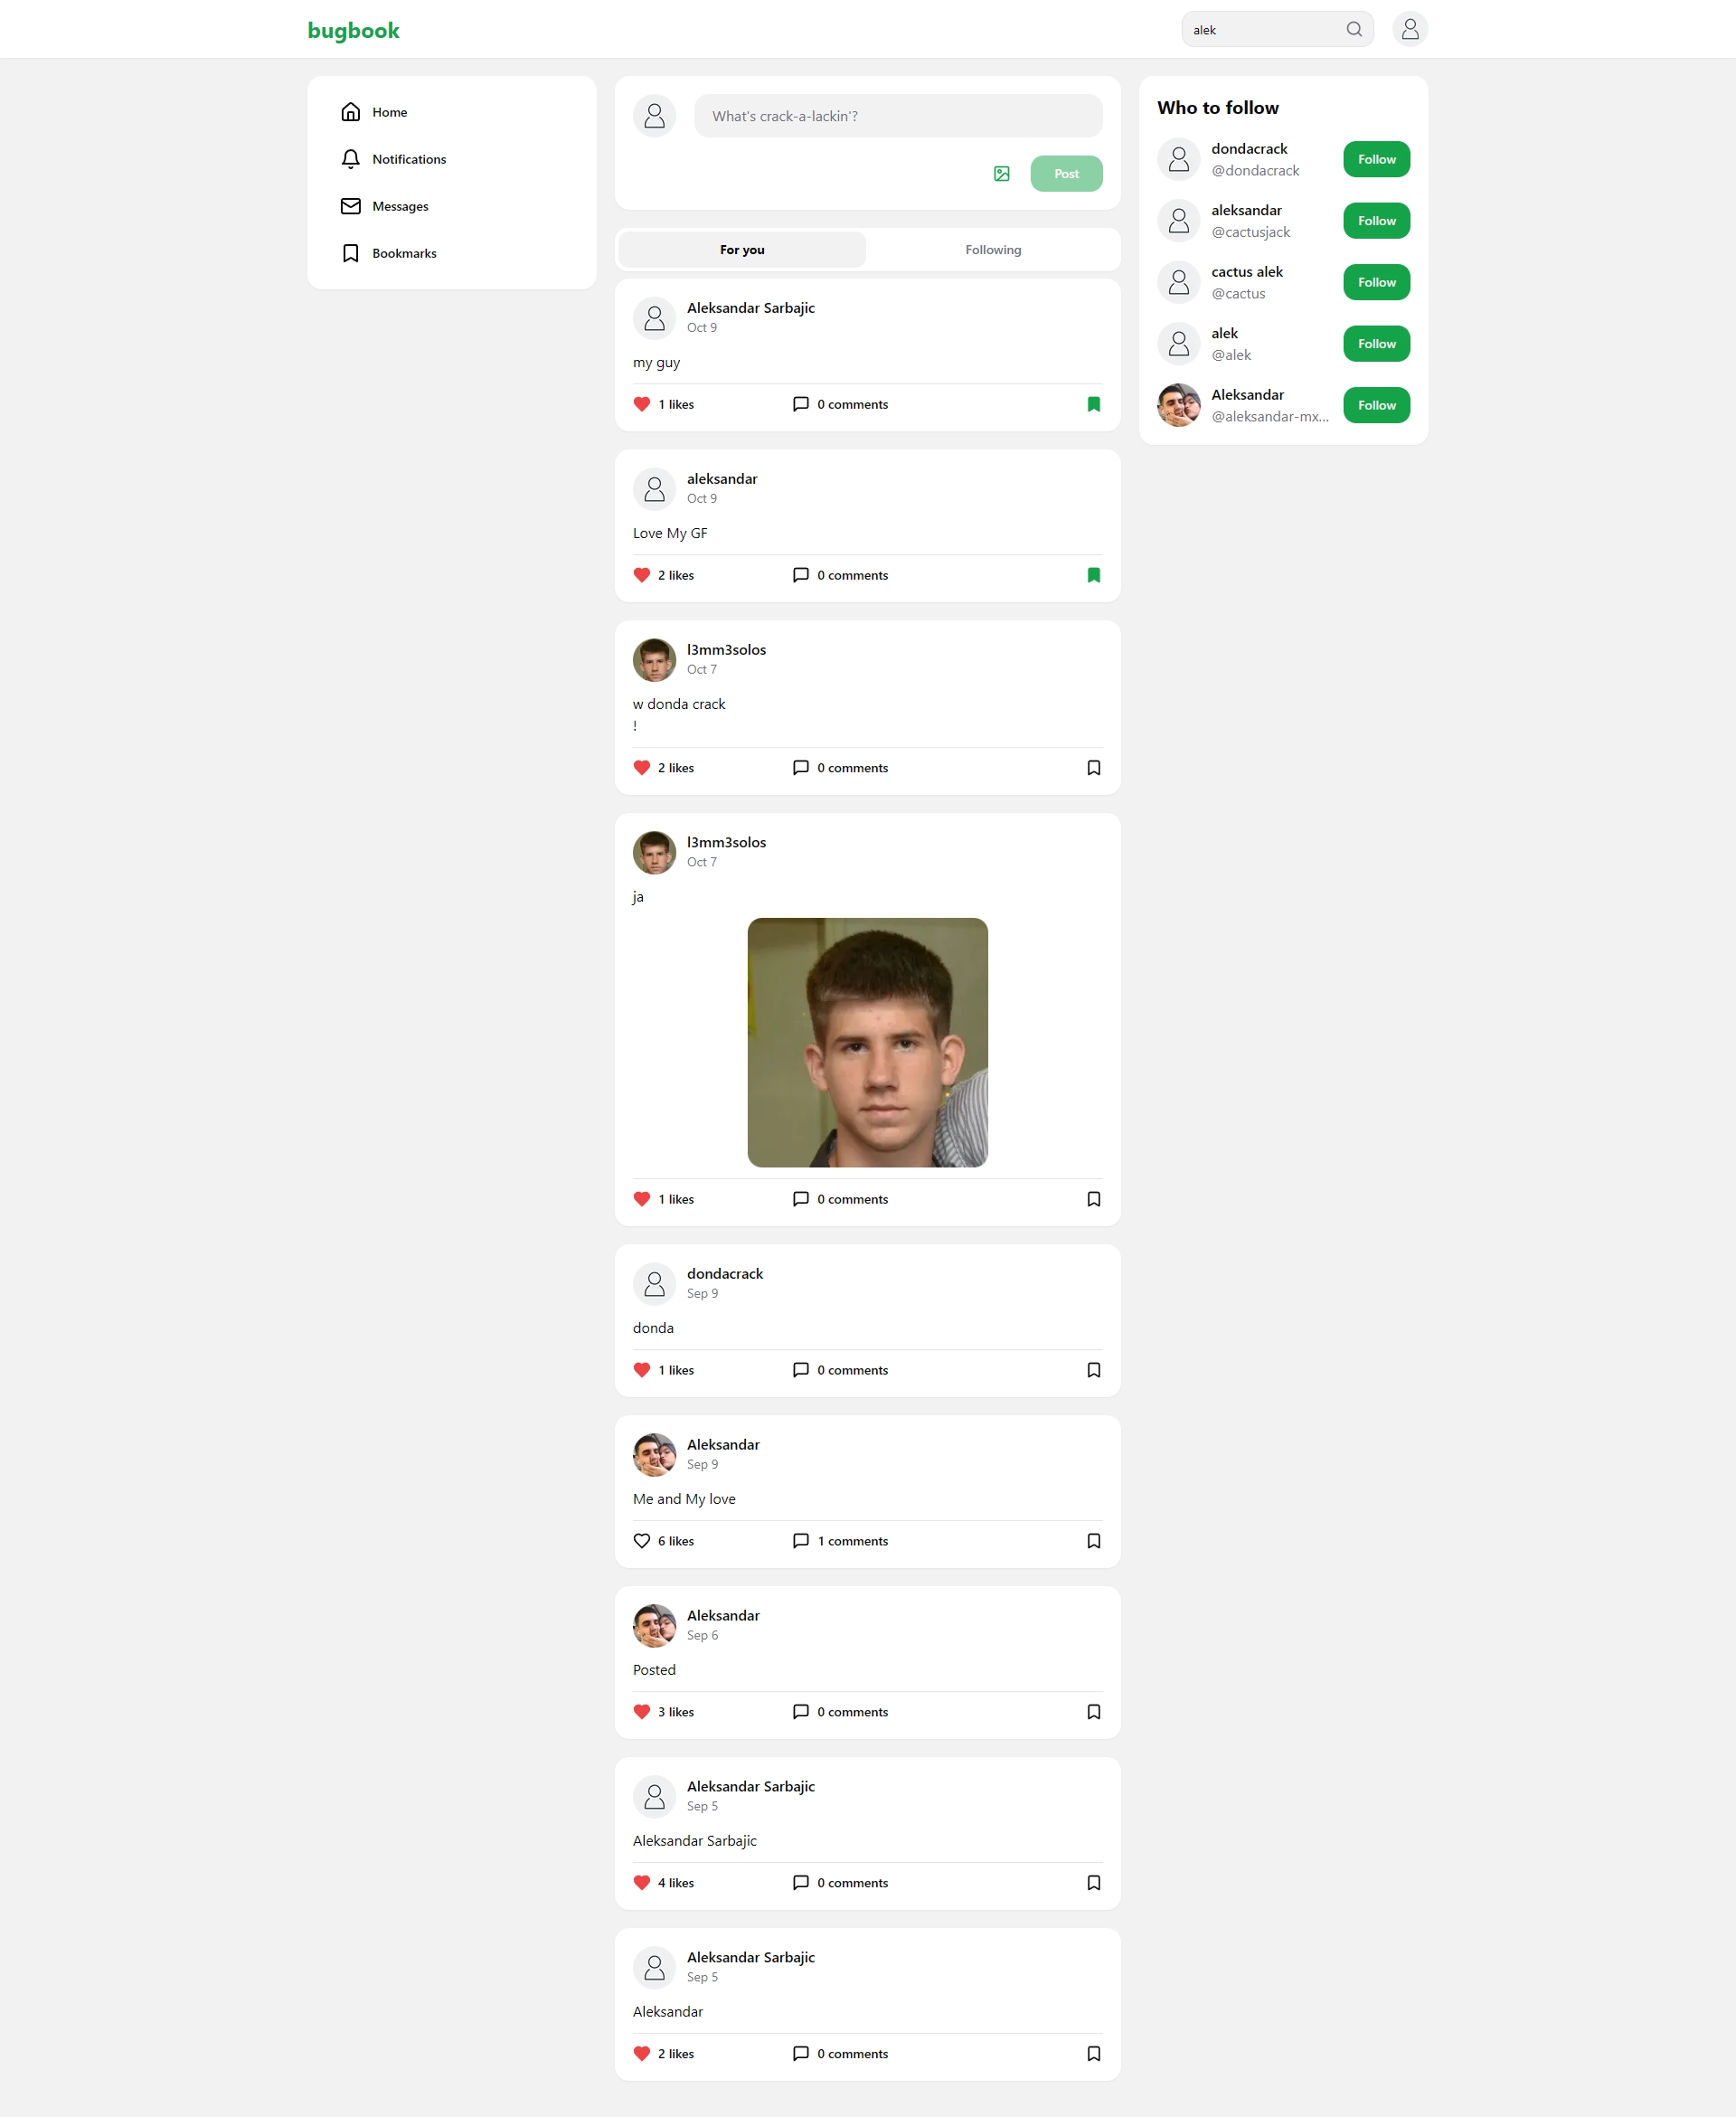 bugbook
alek
Home
Notifications
Messages
Bookmarks
What's crack-a-lackin'?
Post
For you Following
Aleksandar Sarbajic
Oct 9
my guy
1 likes 0 comments
aleksandar
Oct 9
Love My GF
2 likes 0 comments
l3mm3solos
Oct 7
w donda crack
!
2 likes 0 comments
l3mm3solos
Oct 7
ja
1 likes 0 comments
dondacrack
Sep 9
donda
1 likes 0 comments
Aleksandar
Sep 9
Me and My love
6 likes 1 comments
Aleksandar
Sep 6
Posted
3 likes 0 comments
Aleksandar Sarbajic
Sep 5
Aleksandar Sarbajic
4 likes 0 comments
Aleksandar Sarbajic
Sep 5
Aleksandar
2 likes 0 comments
Who to follow
dondacrack
@dondacrack
Follow
aleksandar
@cactusjack
Follow
cactus alek
@cactus
Follow
alek
@alek
Follow
Aleksandar
@aleksandar-mx...
Follow